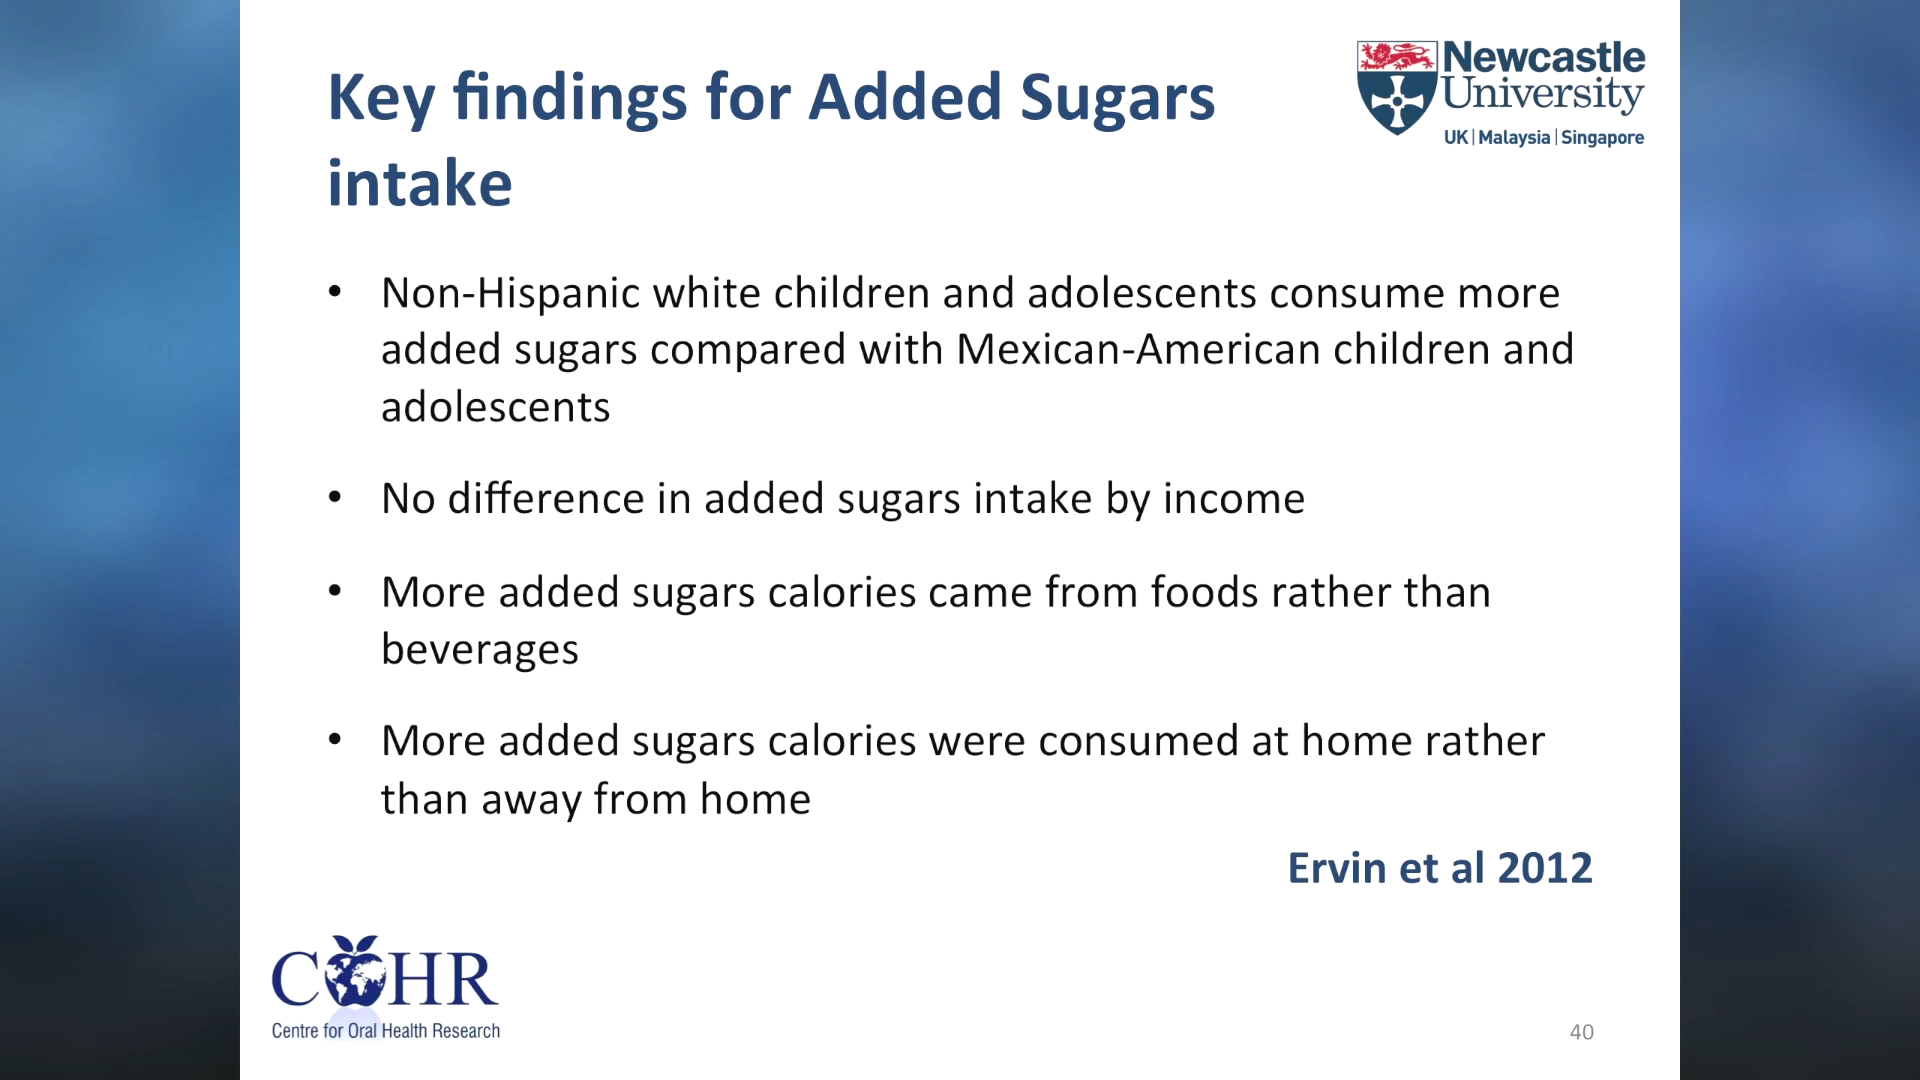 Key findings for Added Sugars
intake
Newcastle
University
UK | Malaysia | Singapore
• Non-Hispanic white children and adolescents consume more
added sugars compared with Mexican-American children and
adolescents
• No difference in added sugars intake by income
• More added sugars calories came from foods rather than
beverages
• More added sugars calories were consumed at home rather
than away from home
Ervin et al 2012
COHR
Centre for Oral Health Research
40